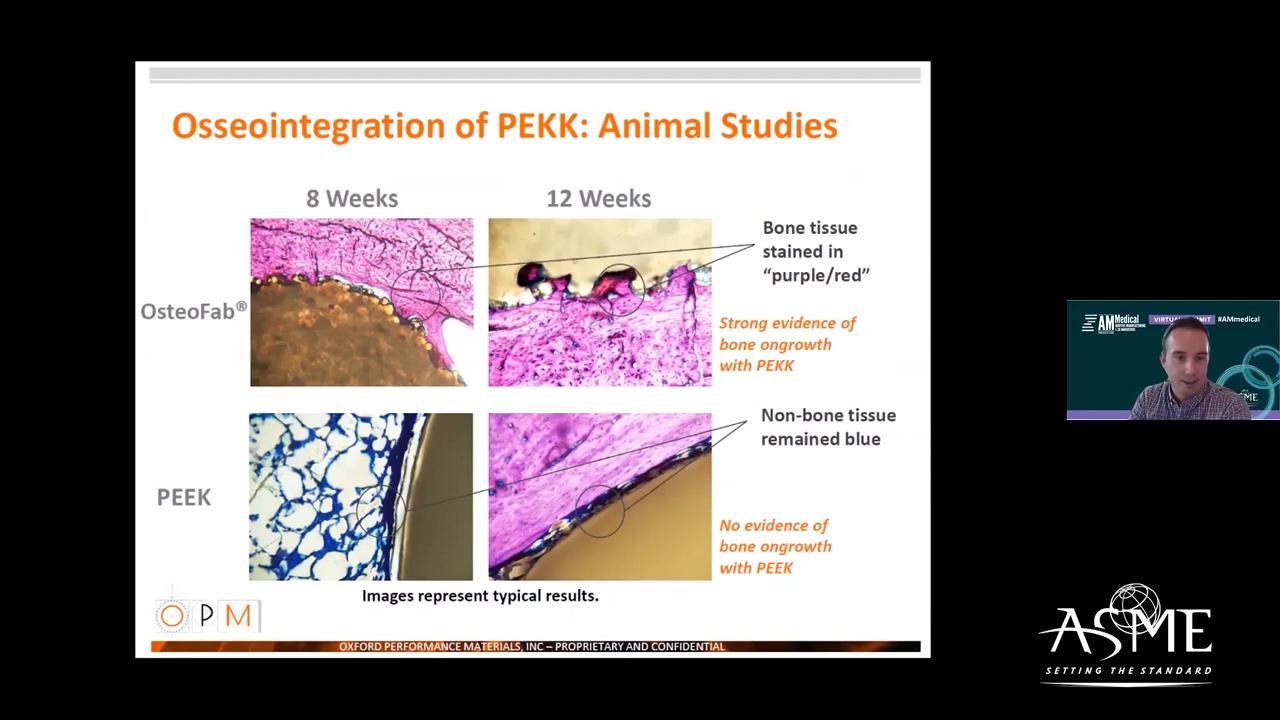 Osseointegration of PEKK: Animal Studies
8 Weeks
12 Weeks
OsteoFab®
Bone tissue
stained in
“purple/red”
Strong evidence of
bone ongrowth
with PEKK
PEEK
Non-bone tissue
remained blue
No evidence of
bone ongrowth
with PEEK
Images represent typical results.
OPM
OXFORD PERFORMANCE MATERIALS, INC – PROPRIETARY AND CONFIDENTIAL
AM Medical
#AMmedical
ASME
SETTING THE STANDARD